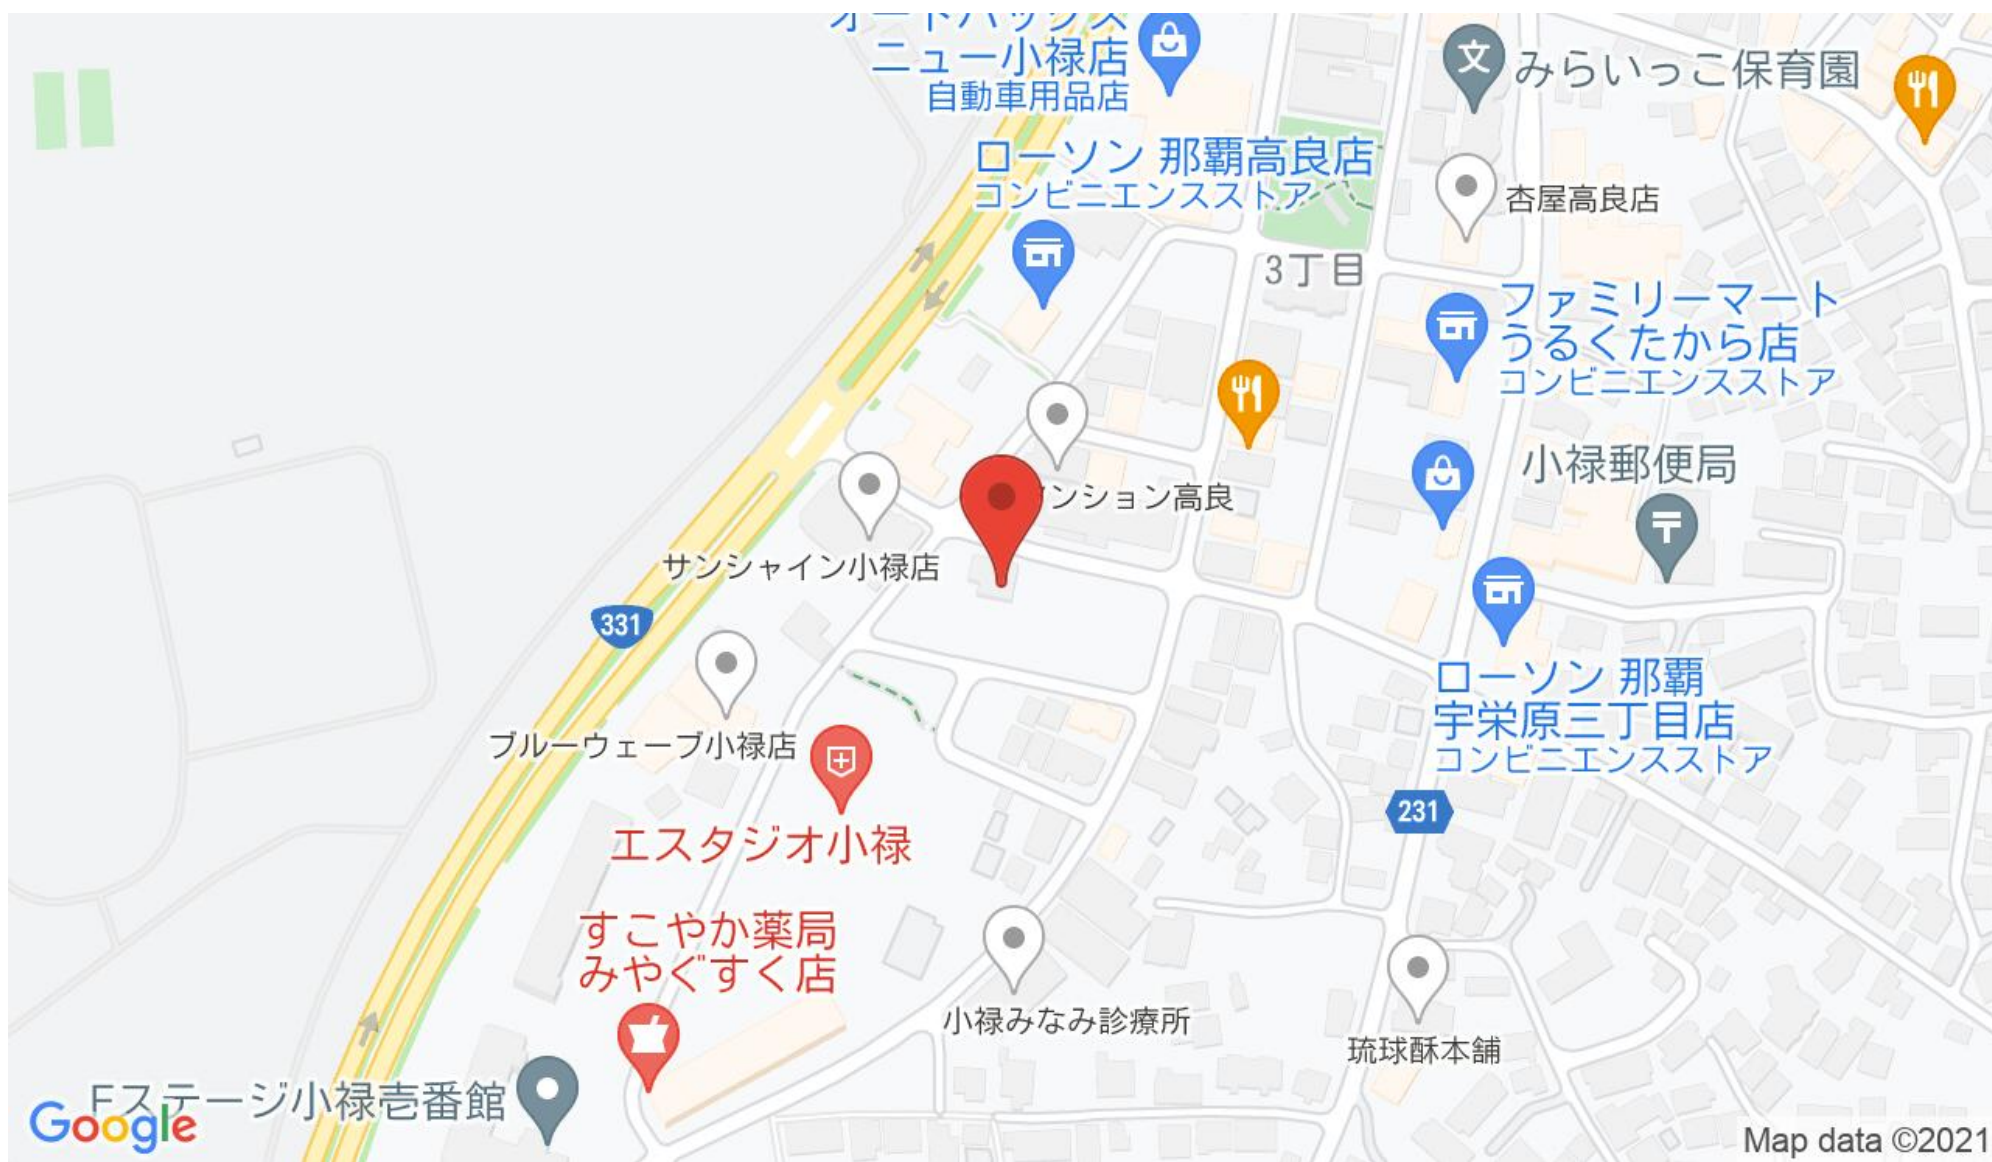 オートバックス
ニュー小禄店
自動車用品店
みらいっこ保育園
ローソン 那覇高良店
コンビニエンスストア
杏屋高良店
3丁目
ファミリーマート
うるくたから店
コンビニエンスストア
小禄郵便局
ンション高良
サンシャイン小禄店
331
ローソン 那覇
宇栄原三丁目店
コンビニエンスストア
ブルーウェーブ小禄店
231
エスタジオ小禄
すこやか薬局
みやぐすく店
小禄みなみ診療所
琉球酥本舗
Fステージ小禄壱番館
Google
Map data ©2021